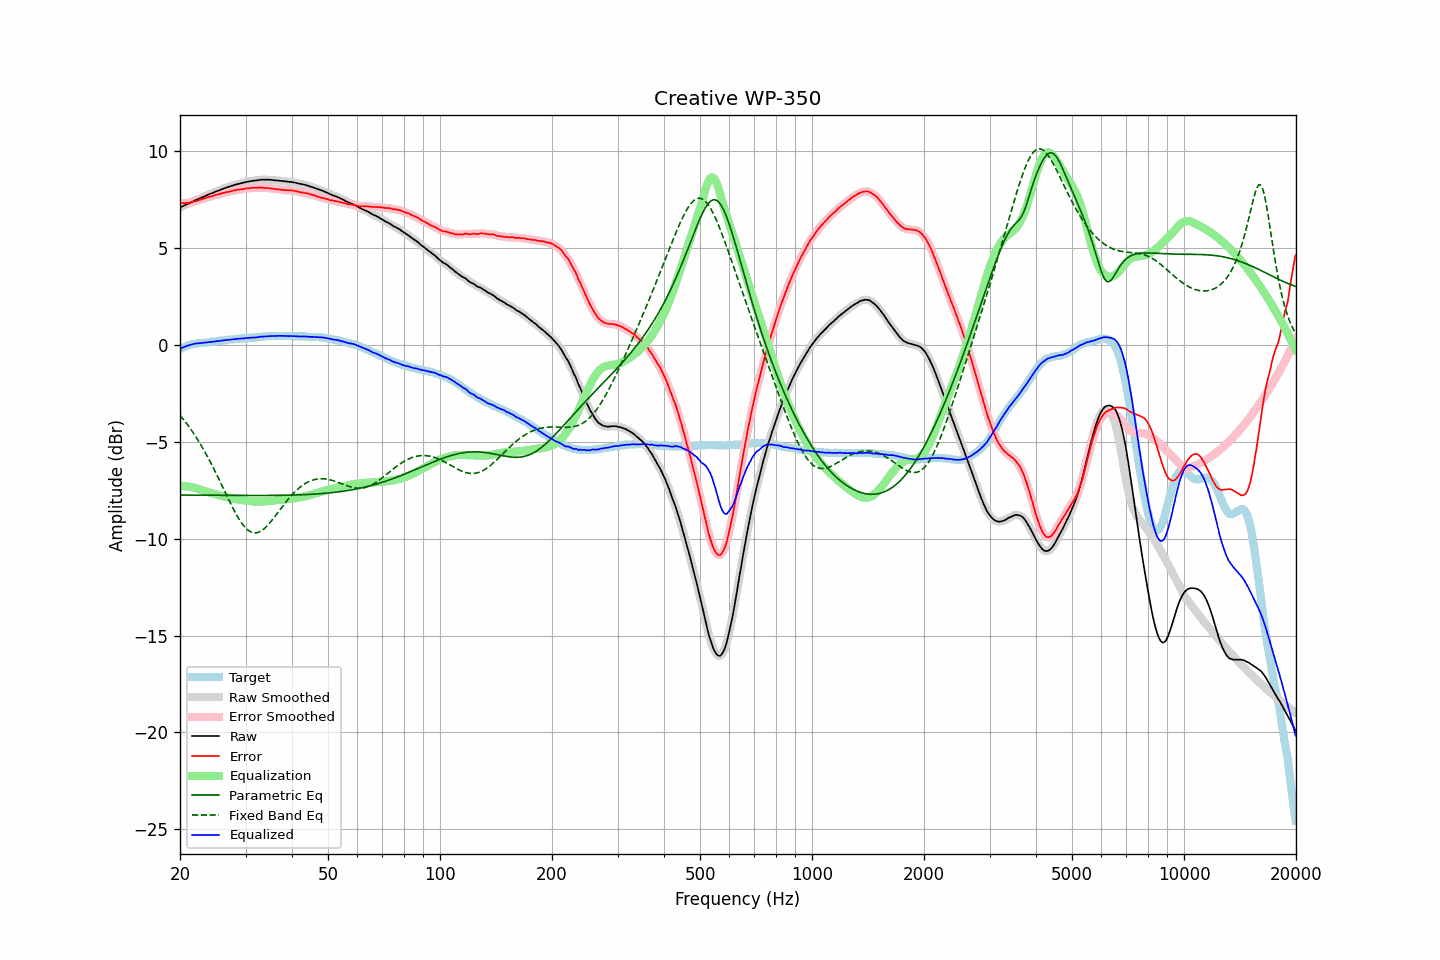 Creative WP-350
Amplitude (dBr)
10
5
0
−5
−10
−15
−20
−25
Target
Raw Smoothed
Error Smoothed
Raw
Error
Equalization
Parametric Eq
Fixed Band Eq
Equalized
20 50 100 200 500 1000 2000 5000 10000 20000
Frequency (Hz)